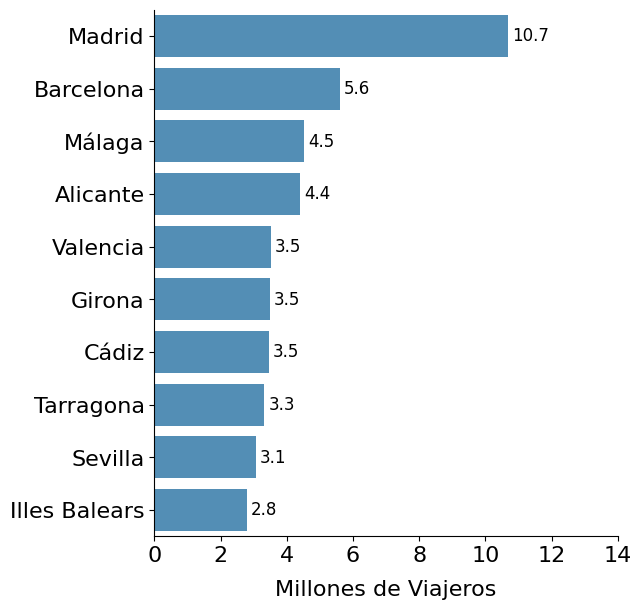 Madrid 10.7
Barcelona 5.6
Málaga 4.5
Alicante 4.4
Valencia 3.5
Girona 3.5
Cádiz 3.5
Tarragona 3.3
Sevilla 3.1
Illes Balears 2.8
0 2 4 6 8 10 12 14
Millones de Viajeros